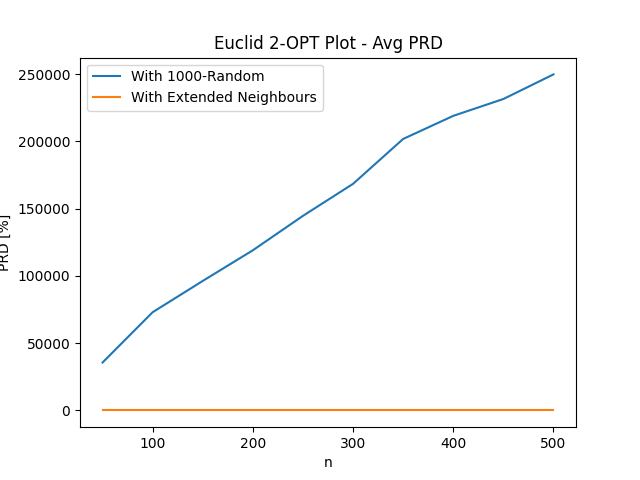 Euclid 2-OPT Plot - Avg PRD
With 1000-Random
With Extended Neighbours
250000
200000
150000
100000
50000
0
PRD [%]
100 200 300 400 500
n